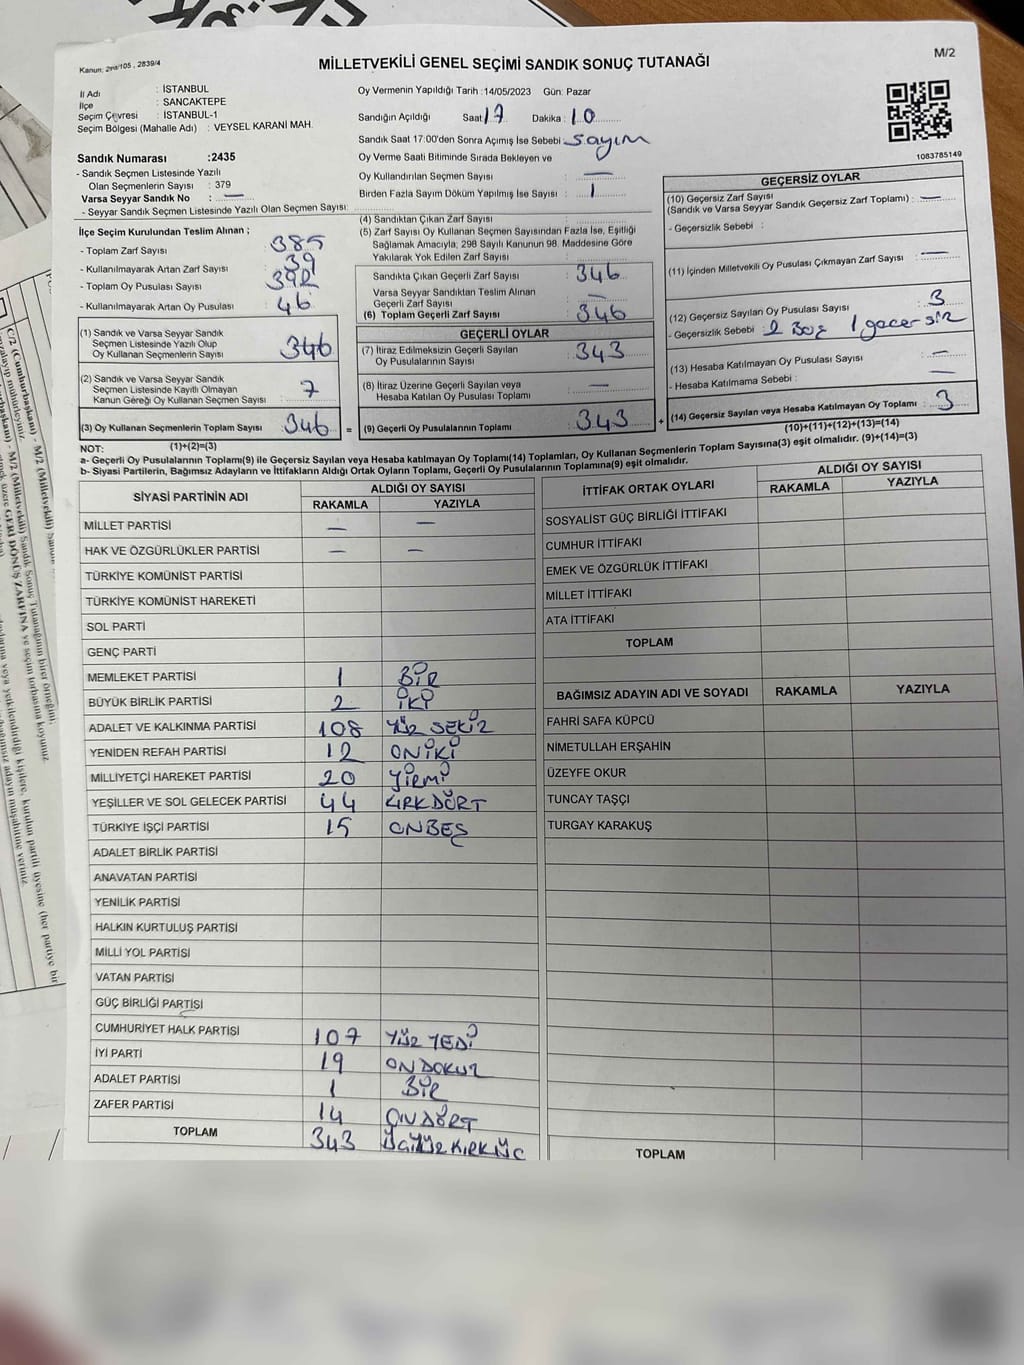 Kanun: 298/105, 2839/4
MİLLETVEKİLİ GENEL SEÇİMİ SANDIK SONUÇ TUTANAĞI
M/2
İl Adı : İSTANBUL
İlçe : SANCAKTEPE
Seçim Çevresi : İSTANBUL-1
Seçim Bölgesi (Mahalle Adı) : VEYSEL KARANİ MAH.
Oy Vermenin Yapıldığı Tarih :14/05/2023 Gün: Pazar
Sandığın Açıldığı Saat: 17 Dakika: 10
Sandık Saat 17:00'den Sonra Açılmış İse Sebebi: sayım
Oy Verme Saati Bitiminde Sırada Bekleyen ve
Oy Kullandırılan Seçmen Sayısı : —
Birden Fazla Sayım Döküm Yapılmış İse Sayısı : 1
1083785149
Sandık Numarası :2435
- Sandık Seçmen Listesinde Yazılı
Olan Seçmenlerin Sayısı : 379
Varsa Seyyar Sandık No : —
- Seyyar Sandık Seçmen Listesinde Yazılı Olan Seçmen Sayısı:
İlçe Seçim Kurulundan Teslim Alınan ;
- Toplam Zarf Sayısı : 385
- Kullanılmayarak Artan Zarf Sayısı : 39
- Toplam Oy Pusulası Sayısı : 392
- Kullanılmayarak Artan Oy Pusulası : 46
(1) Sandık ve Varsa Seyyar Sandık
Seçmen Listesinde Yazılı Olup
Oy Kullanan Seçmenlerin Sayısı : 346
(2) Sandık ve Varsa Seyyar Sandık
Seçmen Listesinde Kayıtlı Olmayan
Kanun Gereği Oy Kullanan Seçmen Sayısı : 7
(3) Oy Kullanan Seçmenlerin Toplam Sayısı : 346
(1)+(2)=(3)
(4) Sandıktan Çıkan Zarf Sayısı :
(5) Zarf Sayısı Oy Kullanan Seçmen Sayısından Fazla İse, Eşitliği
Sağlamak Amacıyla; 298 Sayılı Kanunun 98. Maddesine Göre
Yakılarak Yok Edilen Zarf Sayısı :
Sandıkta Çıkan Geçerli Zarf Sayısı : 346
Varsa Seyyar Sandıktan Teslim Alınan
Geçerli Zarf Sayısı : —
(6) Toplam Geçerli Zarf Sayısı : 346
GEÇERLİ OYLAR
(7) İtiraz Edilmeksizin Geçerli Sayılan
Oy Pusulalarının Sayısı : 343
(8) İtiraz Üzerine Geçerli Sayılan veya
Hesaba Katılan Oy Pusulası Toplamı : —
= (9) Geçerli Oy Pusulalarının Toplamı : 343
GEÇERSİZ OYLAR
(10) Geçersiz Zarf Sayısı
(Sandık ve Varsa Seyyar Sandık Geçersiz Zarf Toplamı) : —
- Geçersizlik Sebebi :
(11) İçinden Milletvekili Oy Pusulası Çıkmayan Zarf Sayısı : —
(12) Geçersiz Sayılan Oy Pusulası Sayısı : 3
- Geçersizlik Sebebi : 2 Boş 1 gecersiz
(13) Hesaba Katılmayan Oy Pusulası Sayısı : —
- Hesaba Katılmama Sebebi : —
+ (14) Geçersiz Sayılan veya Hesaba Katılmayan Oy Toplamı : 3
(10)+(11)+(12)+(13)=(14)
NOT:
a- Geçerli Oy Pusulalarının Toplamı(9) ile Geçersiz Sayılan veya Hesaba katılmayan Oy Toplamı(14) Toplamları, Oy Kullanan Seçmenlerin Toplam Sayısına(3) eşit olmalıdır. (9)+(14)=(3)
b- Siyasi Partilerin, Bağımsız Adayların ve İttifakların Aldığı Ortak Oyların Toplamı, Geçerli Oy Pusulalarının Toplamına(9) eşit olmalıdır.
SİYASİ PARTİNİN ADI ALDIĞI OY SAYISI
RAKAMLA YAZIYLA
MİLLET PARTİSİ — —
HAK VE ÖZGÜRLÜKLER PARTİSİ — —
TÜRKİYE KOMÜNİST PARTİSİ
TÜRKİYE KOMÜNİST HAREKETİ
SOL PARTİ
GENÇ PARTİ
MEMLEKET PARTİSİ 1 BİR
BÜYÜK BİRLİK PARTİSİ 2 İKİ
ADALET VE KALKINMA PARTİSİ 108 YÜZ SEKİZ
YENİDEN REFAH PARTİSİ 12 ONİKİ
MİLLİYETÇİ HAREKET PARTİSİ 20 YİRMİ
YEŞİLLER VE SOL GELECEK PARTİSİ 44 KIRKDÖRT
TÜRKİYE İŞÇİ PARTİSİ 15 ONBEŞ
ADALET BİRLİK PARTİSİ
ANAVATAN PARTİSİ
YENİLİK PARTİSİ
HALKIN KURTULUŞ PARTİSİ
MİLLİ YOL PARTİSİ
VATAN PARTİSİ
GÜÇ BİRLİĞİ PARTİSİ
CUMHURİYET HALK PARTİSİ 107 YÜZ YEDİ
İYİ PARTİ 19 ONDOKUZ
ADALET PARTİSİ 1 BİR
ZAFER PARTİSİ 14 ONDÖRT
TOPLAM 343 ÜÇYÜZ KIRK ÜÇ
İTTİFAK ORTAK OYLARI ALDIĞI OY SAYISI
RAKAMLA YAZIYLA
SOSYALİST GÜÇ BİRLİĞİ İTTİFAKI
CUMHUR İTTİFAKI
EMEK VE ÖZGÜRLÜK İTTİFAKI
MİLLET İTTİFAKI
ATA İTTİFAKI
TOPLAM
BAĞIMSIZ ADAYIN ADI VE SOYADI RAKAMLA YAZIYLA
FAHRİ SAFA KÜPCÜ
NİMETULLAH ERŞAHİN
ÜZEYFE OKUR
TUNCAY TAŞÇI
TURGAY KARAKUŞ
TOPLAM